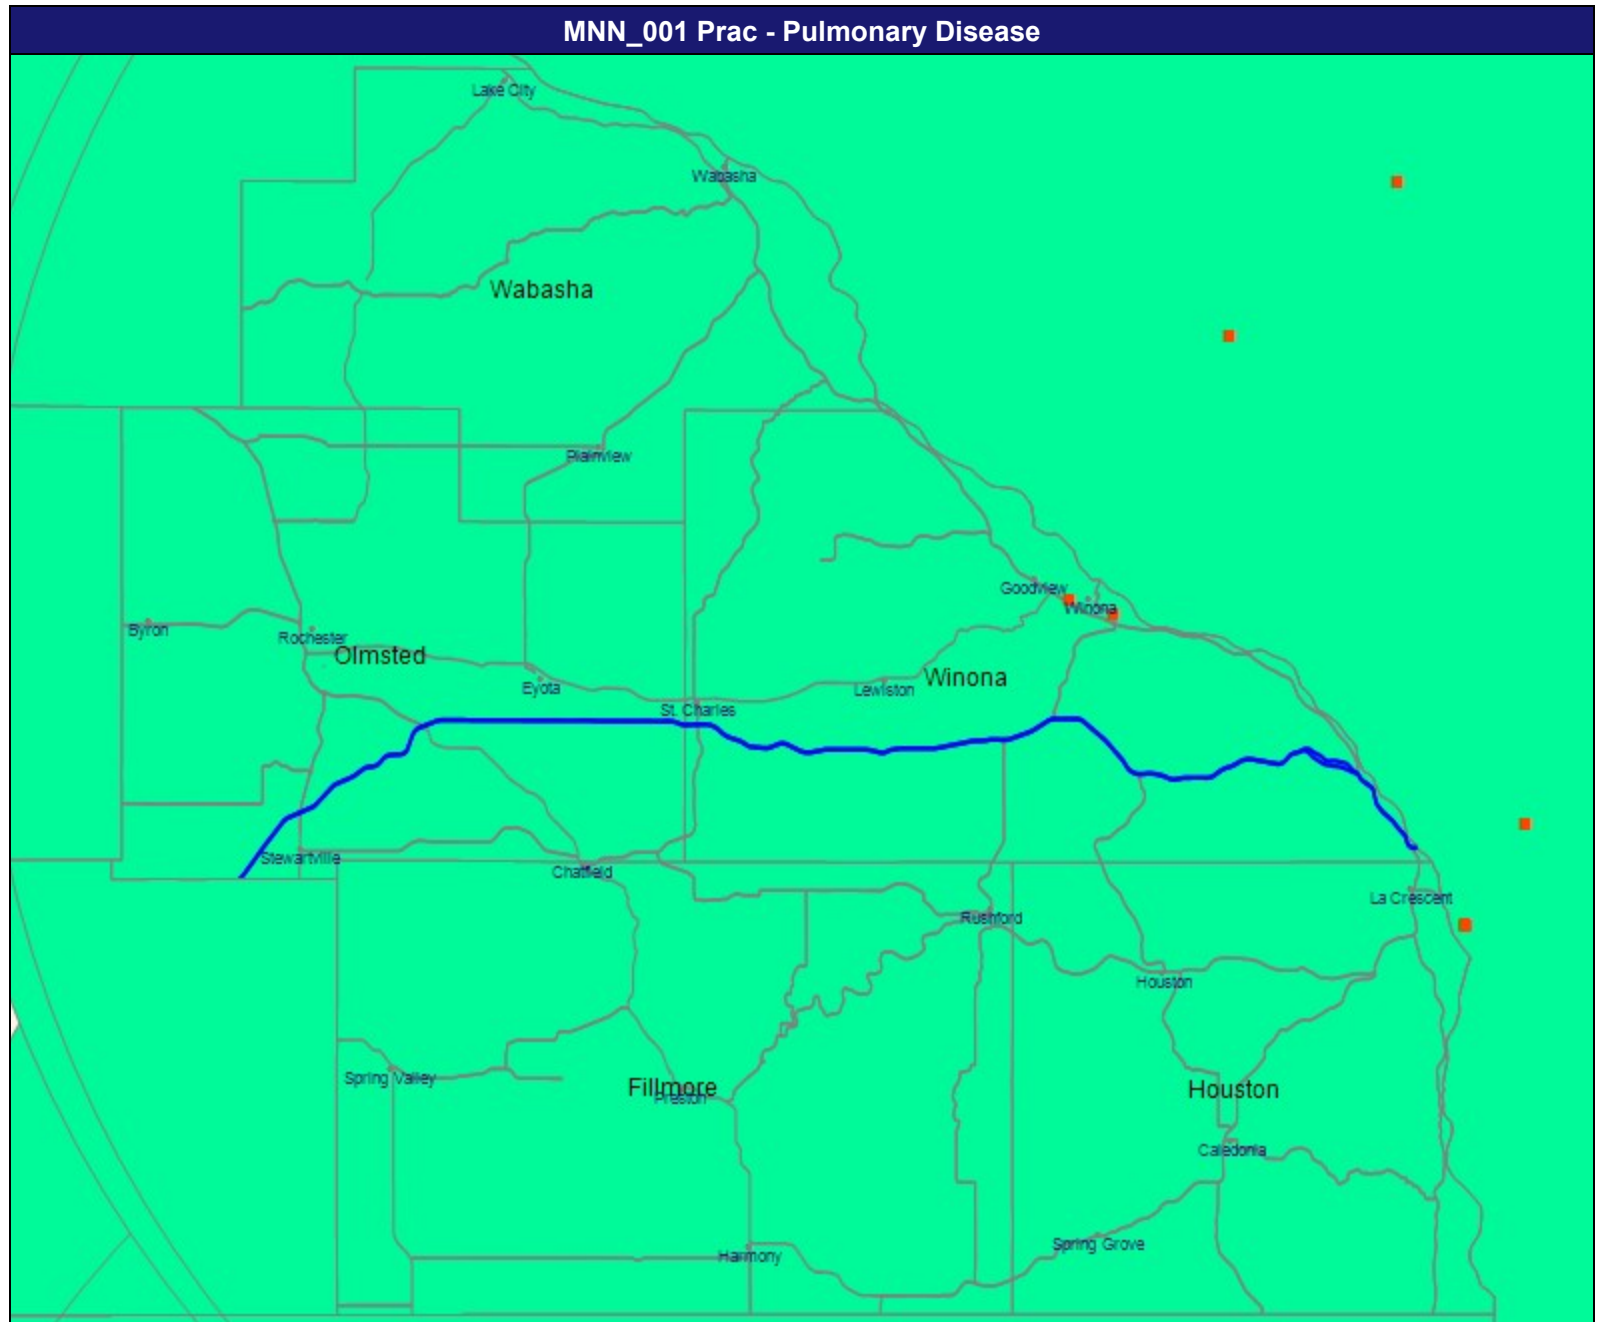 MNN_001 Prac - Pulmonary Disease
Lake City
Wabasha
Wabasha
Plainview
Goodview
Winona
Byron
Rochester
Olmsted
Eyota
Lewiston
Winona
St. Charles
Stewartville
Chatfield
La Crescent
Rushford
Houston
Spring Valley
Fillmore
Preston
Houston
Caledonia
Spring Grove
Harmony